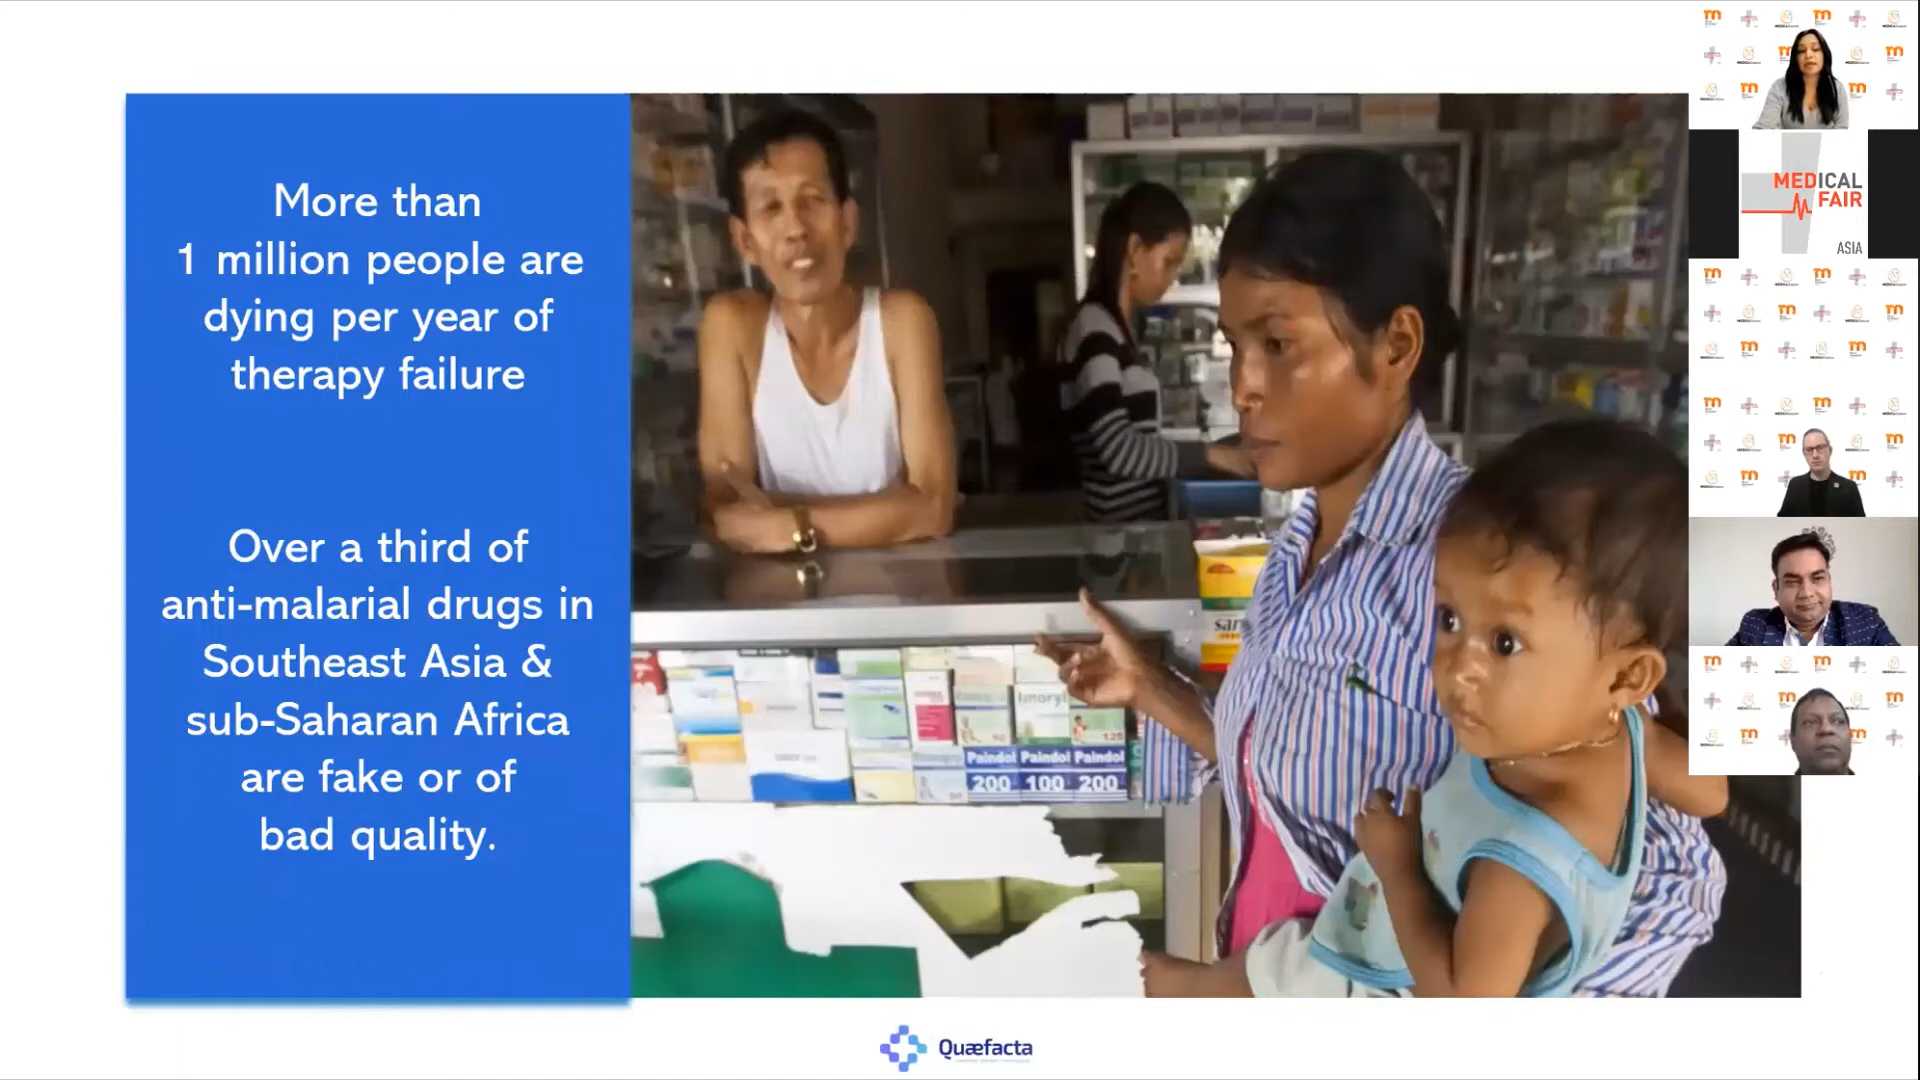 More than
1 million people are
dying per year of
therapy failure
Over a third of
anti-malarial drugs in
Southeast Asia &
sub-Saharan Africa
are fake or of
bad quality.
Imoryl
Paindol Paindol Paindol
200 100 200
125
MEDICAL
FAIR
ASIA
Quæfacta